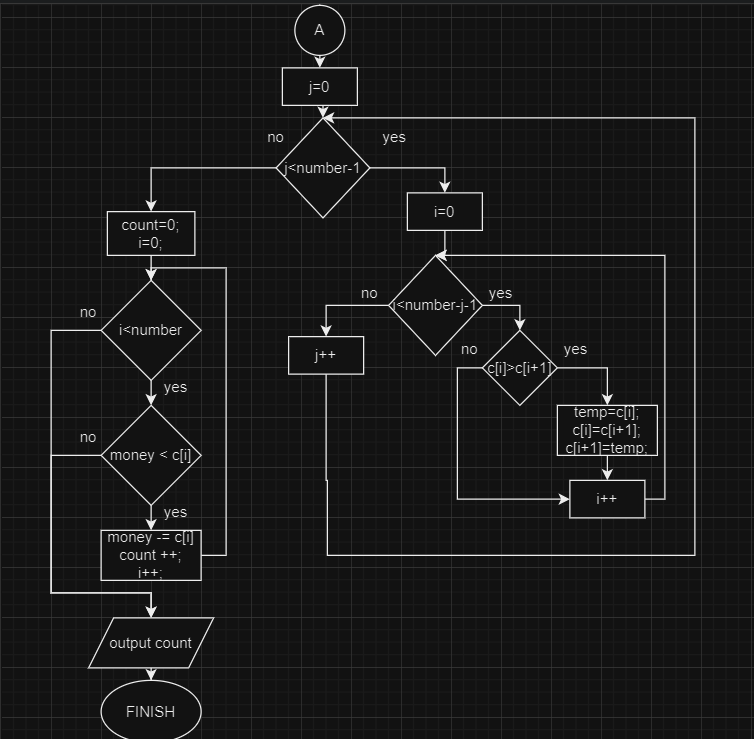 A
j=0
no
yes
j<number-1
count=0;
i=0;
i=0
no
i<number
yes
no
money < c[i]
yes
money -= c[i]
count ++;
i++;
no
yes
i<number-j-1
j++
no
yes
c[i]>c[i+1]
temp=c[i];
c[i]=c[i+1];
c[i+1]=temp;
i++
output count
FINISH